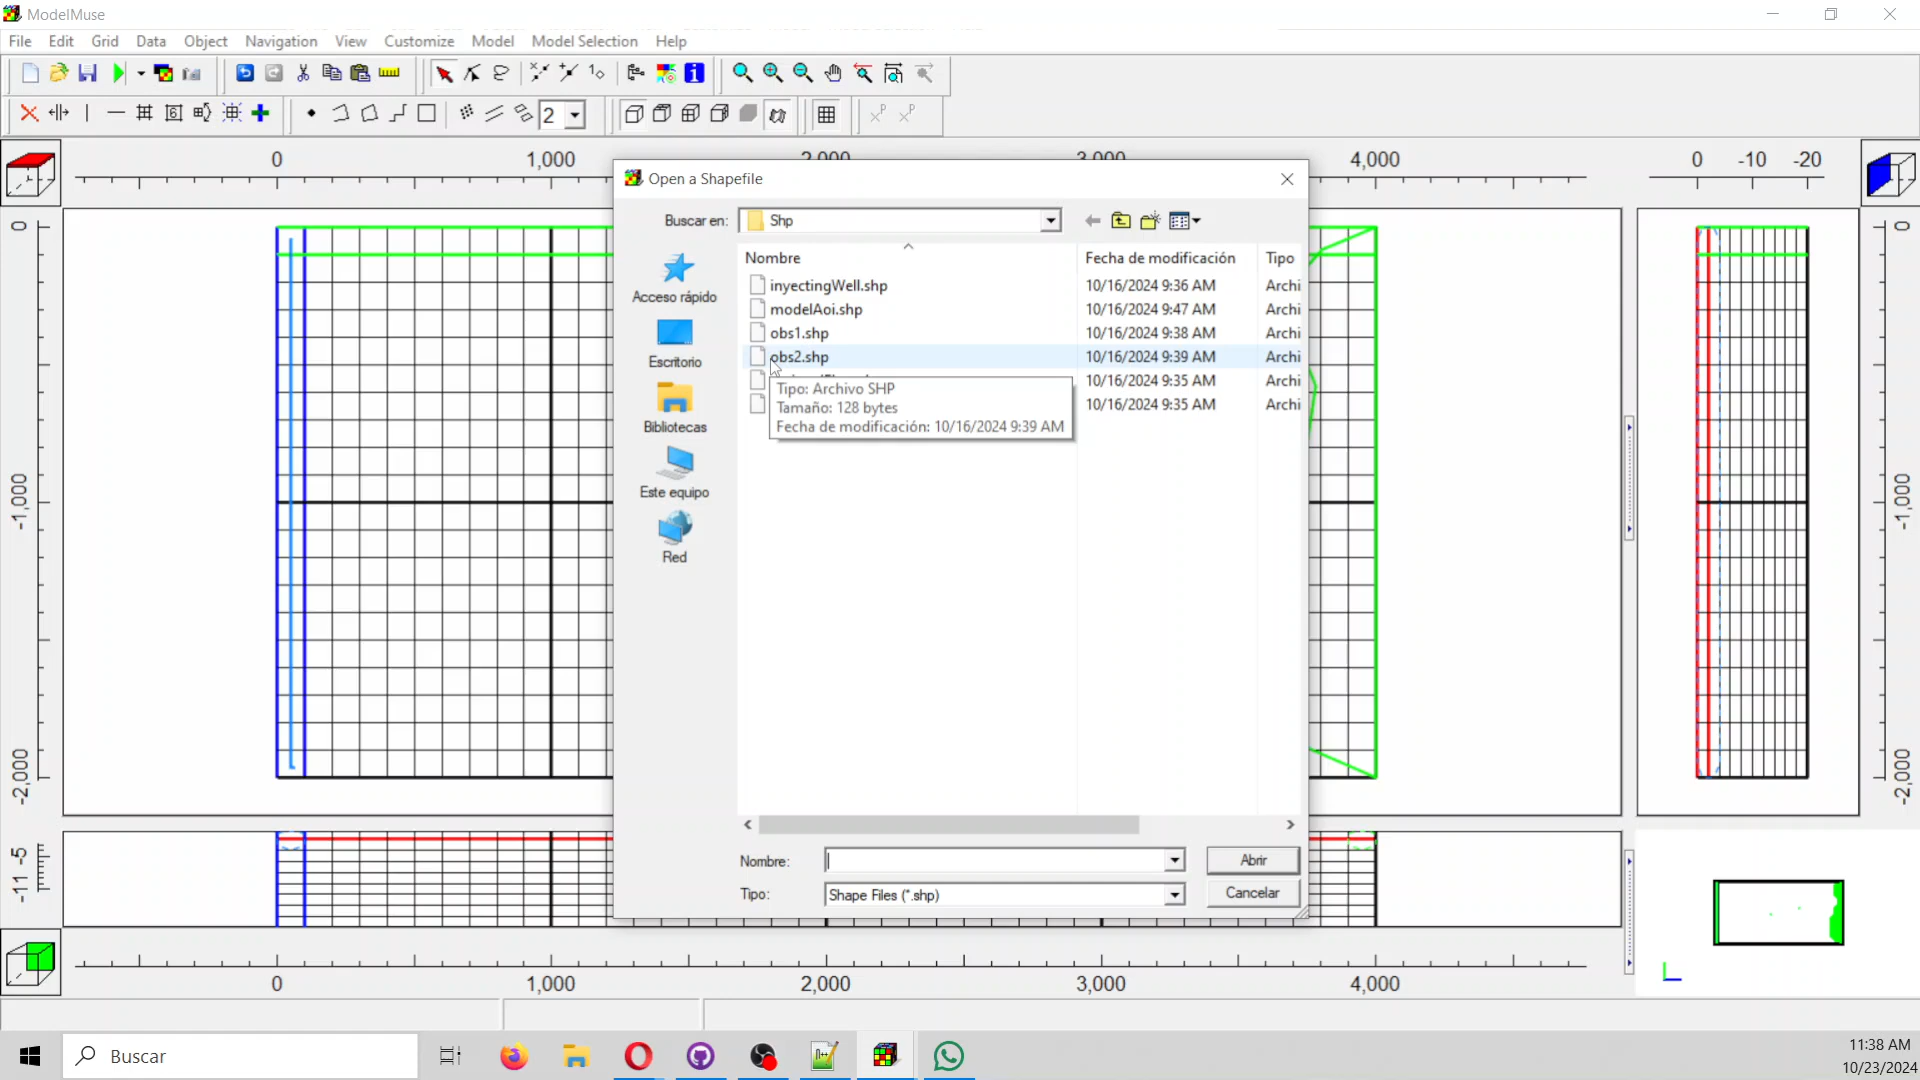 ModelMuse
File Edit Grid Data Object Navigation View Customize Model Model Selection Help
2
0 1,000 2,000 3,000 4,000 0 -10 -20
Open a Shapefile
Buscar en: Shp
Nombre Fecha de modificación Tipo
inyectingWell.shp 10/16/2024 9:36 AM Archi
modelAoi.shp 10/16/2024 9:47 AM Archi
obs1.shp 10/16/2024 9:38 AM Archi
obs2.shp 10/16/2024 9:39 AM Archi
10/16/2024 9:35 AM Archi
10/16/2024 9:35 AM Archi
Tipo: Archivo SHP
Tamaño: 128 bytes
Fecha de modificación: 10/16/2024 9:39 AM
Acceso rápido
Escritorio
Bibliotecas
Este equipo
Red
Nombre:
Abrir
Tipo: Shape Files (*.shp)
Cancelar
0
-1,000
-2,000
0
-1,000
-2,000
-5
-11
0 1,000 2,000 3,000 4,000
Buscar
11:38 AM
10/23/2024